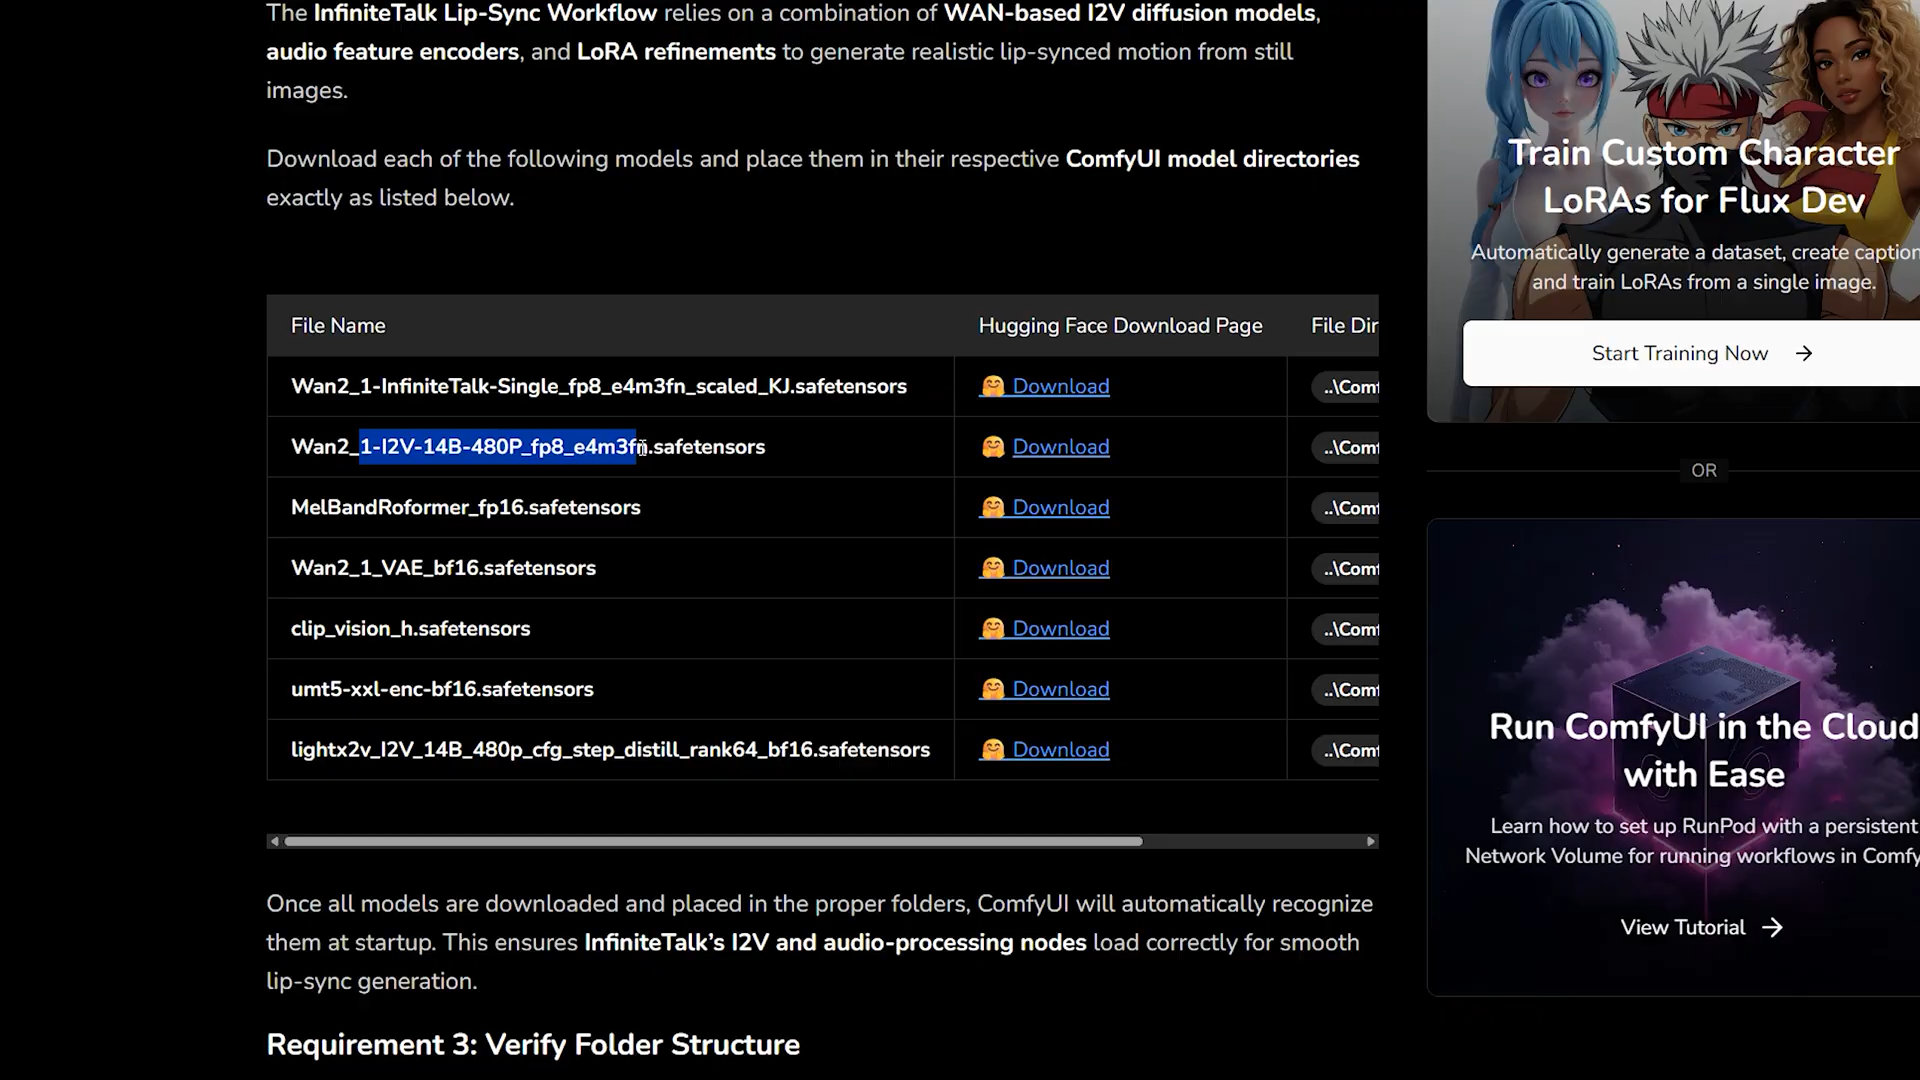 The InfiniteTalk Lip-Sync Workflow relies on a combination of WAN-based I2V diffusion models,
audio feature encoders, and LoRA refinements to generate realistic lip-synced motion from still
images.
Download each of the following models and place them in their respective ComfyUI model directories
exactly as listed below.
File Name Hugging Face Download Page File Dir
Wan2_1-InfiniteTalk-Single_fp8_e4m3fn_scaled_KJ.safetensors Download ..\Comf
Wan2_1-I2V-14B-480P_fp8_e4m3fn.safetensors Download ..\Comf
MelBandRoformer_fp16.safetensors Download ..\Comf
Wan2_1_VAE_bf16.safetensors Download ..\Comf
clip_vision_h.safetensors Download ..\Comf
umt5-xxl-enc-bf16.safetensors Download ..\Comf
lightx2v_I2V_14B_480p_cfg_step_distill_rank64_bf16.safetensors Download ..\Comf
Once all models are downloaded and placed in the proper folders, ComfyUI will automatically recognize
them at startup. This ensures InfiniteTalk's I2V and audio-processing nodes load correctly for smooth
lip-sync generation.
Requirement 3: Verify Folder Structure
Train Custom Character
LoRAs for Flux Dev
Automatically generate a dataset, create caption
and train LoRAs from a single image.
Start Training Now →
OR
Run ComfyUI in the Cloud
with Ease
Learn how to set up RunPod with a persistent
Network Volume for running workflows in Comfy
View Tutorial →